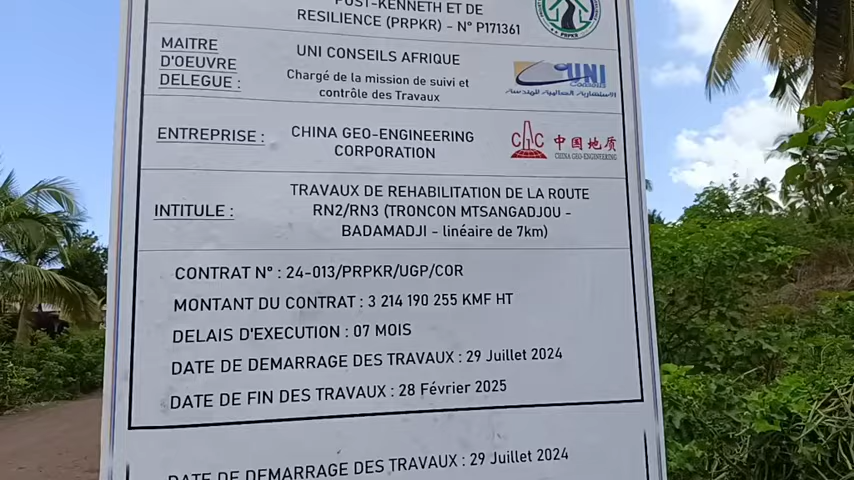 POST-KENNETH ET DE
RESILIENCE (PRPKR) - N°P171361
MAITRE
D'OEUVRE
DELEGUE :
UNI CONSEILS AFRIQUE
Chargé de la mission de suivi et
contrôle des Travaux
UNI
Conseils
ENTREPRISE :
CHINA GEO-ENGINEERING
CORPORATION
中国地质
CHINA GEO-ENGINEERING
INTITULE :
TRAVAUX DE REHABILITATION DE LA ROUTE
RN2/RN3 (TRONCON MTSANGADJOU -
BADAMADJI - linéaire de 7km)
CONTRAT N° : 24-013/PRPKR/UGP/COR
MONTANT DU CONTRAT : 3 214 190 255 KMF HT
DELAIS D'EXECUTION : 07 MOIS
DATE DE DEMARRAGE DES TRAVAUX : 29 Juillet 2024
DATE DE FIN DES TRAVAUX : 28 Février 2025
DATE DE DEMARRAGE DES TRAVAUX : 29 Juillet 2024